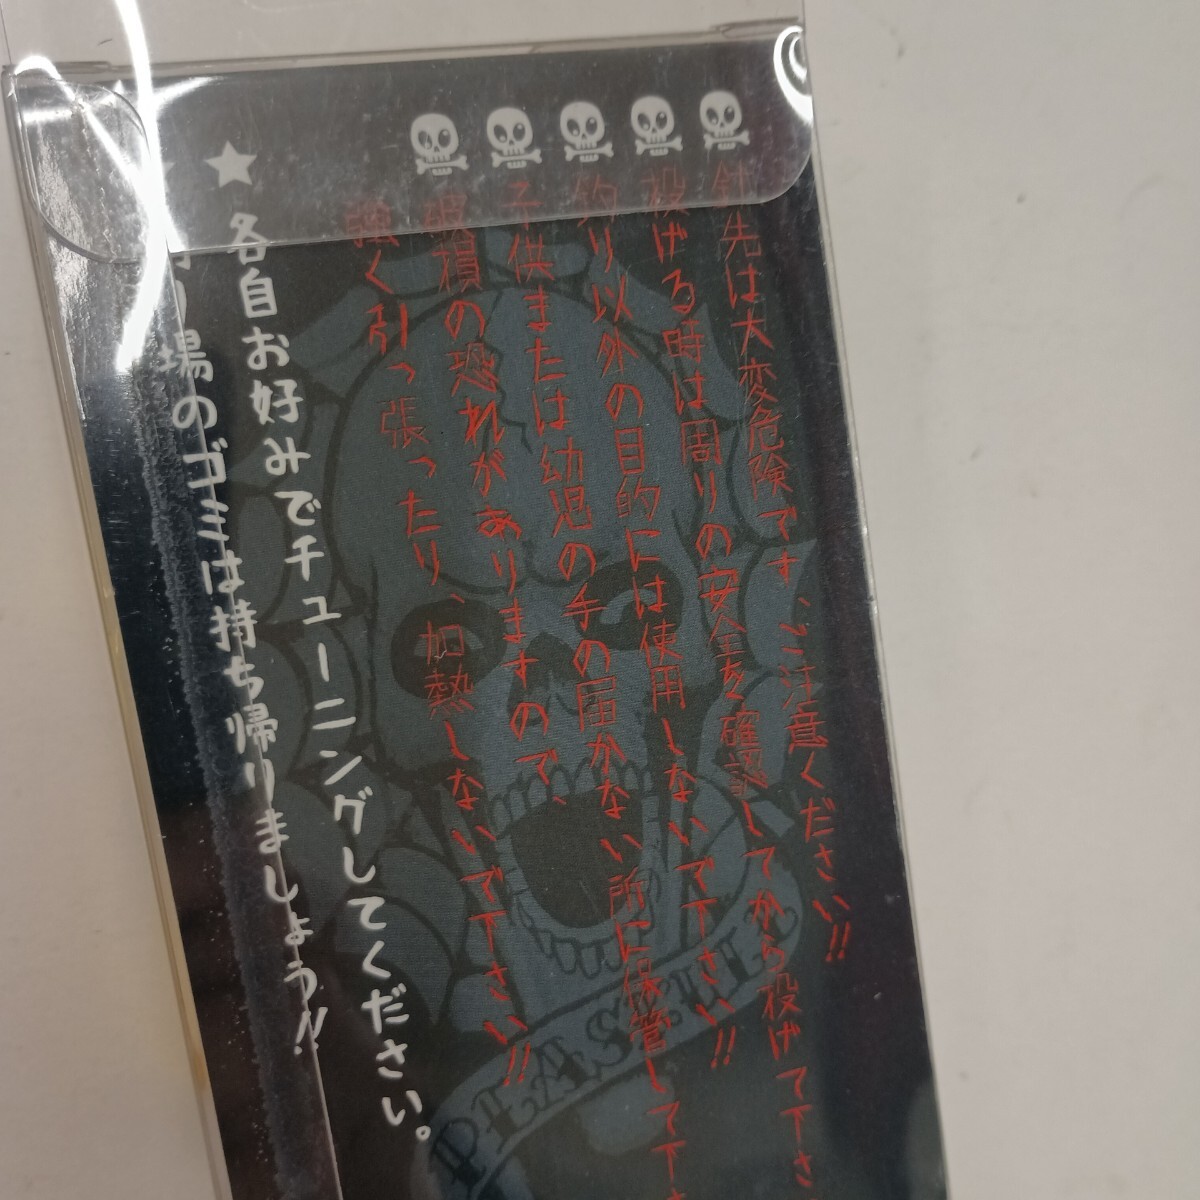 針先は大変危険です、ご注意ください!!
投げる時は周りの安全を確認してから投げて下さ
釣り以外の目的には使用しないで下さい!!
子供または幼児の手の届かない所に保管して下さ
破損の恐れがありますので、
強く引っ張ったり、加熱しないで下さい!!
★各自お好みでチューニングしてください。
釣り場のゴミは持ち帰りましょう!!